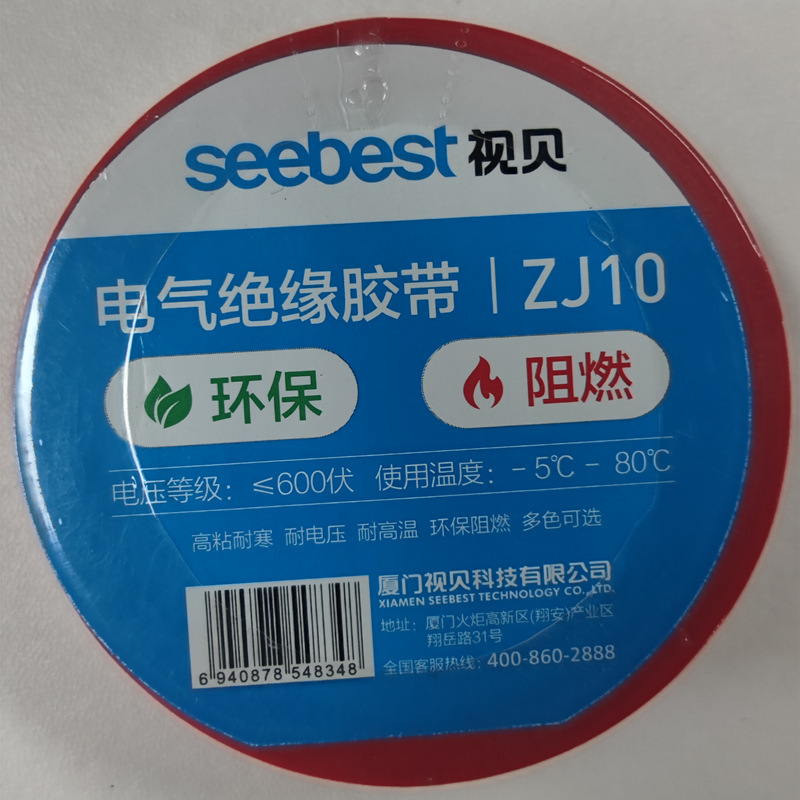 seebest 视贝
电气绝缘胶带 | ZJ10
环保 阻燃
电压等级：≤600伏 使用温度：-5℃-80℃
高粘耐寒 耐电压 耐高温 环保阻燃 多色可选
厦门视贝科技有限公司
XIAMEN SEEBEST TECHNOLOGY CO., LTD.
地址：厦门火炬高新区(翔安)产业区
翔岳路31号
全国客服热线：400-860-2888
6 940878 548348